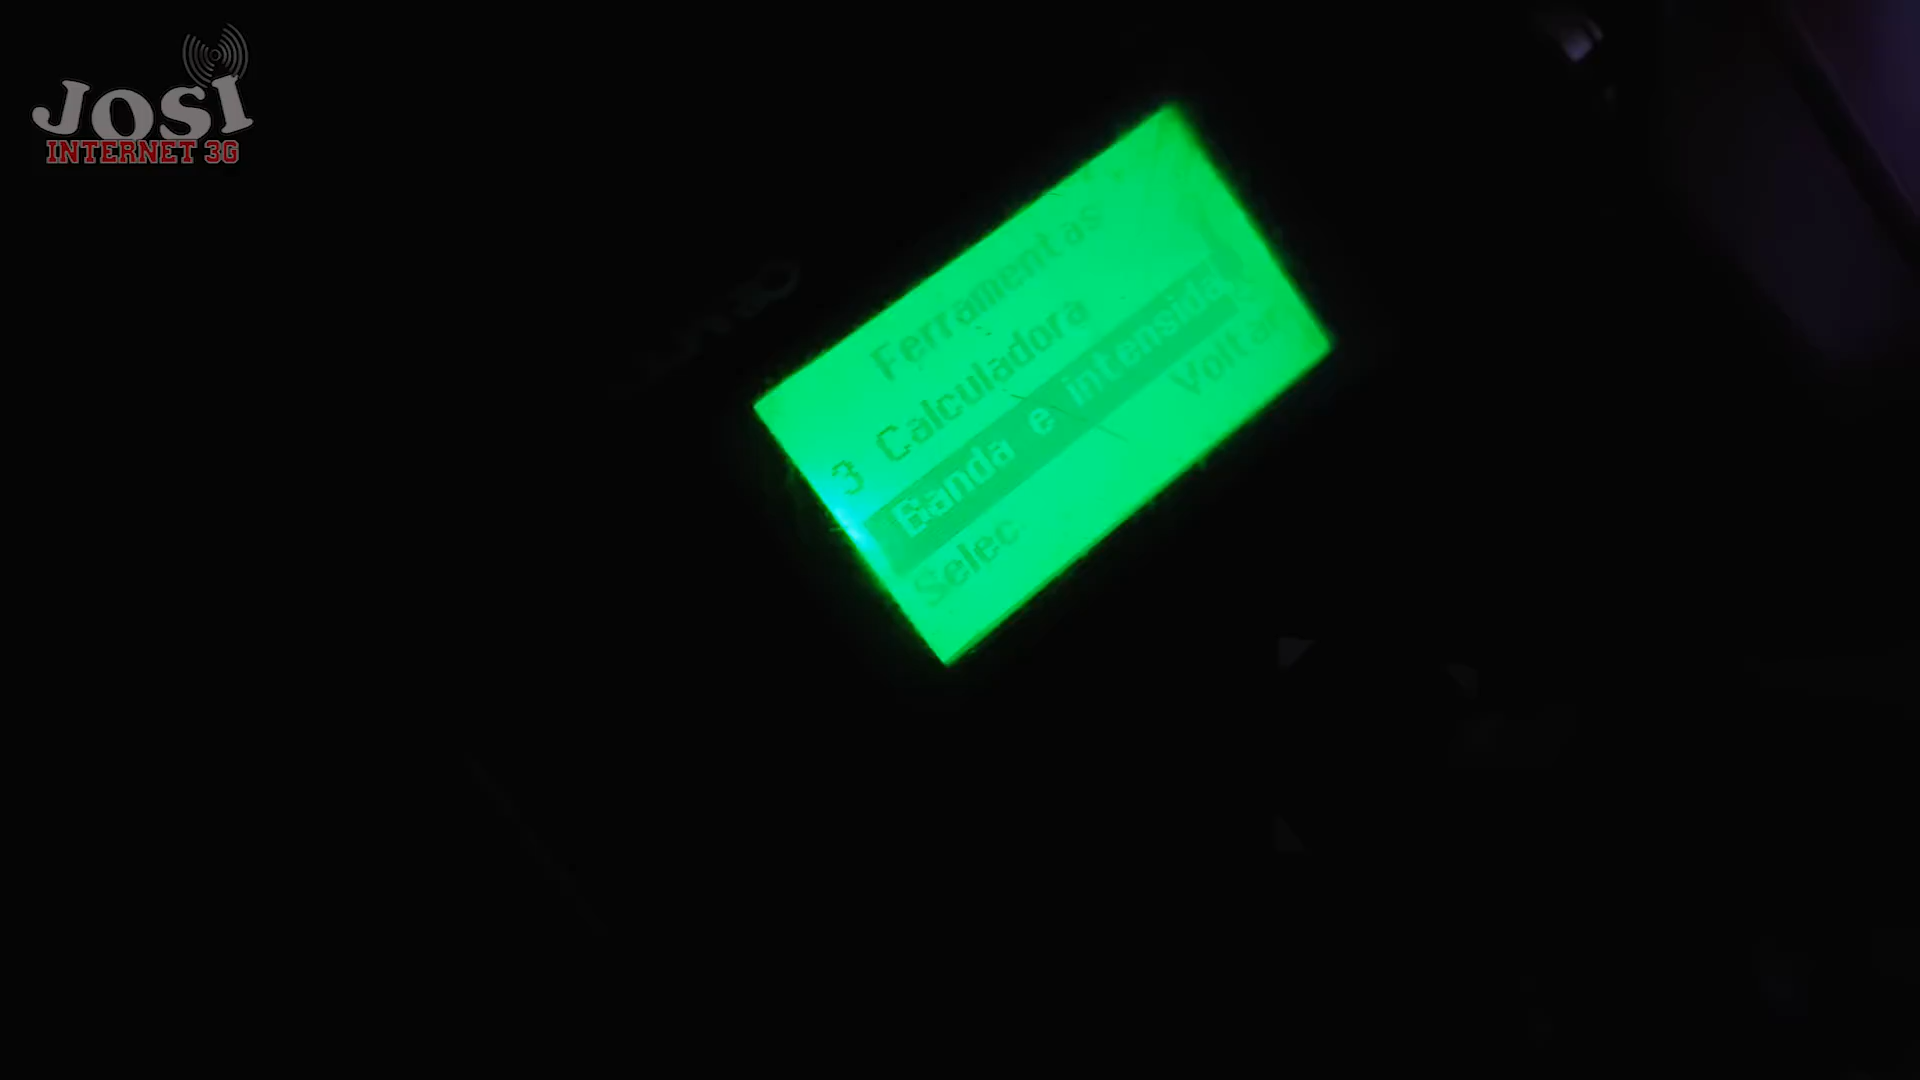 JOSI
INTERNET 3G
Ferramentas
3 Calculadora
Banda e intensida
Selec
Voltar